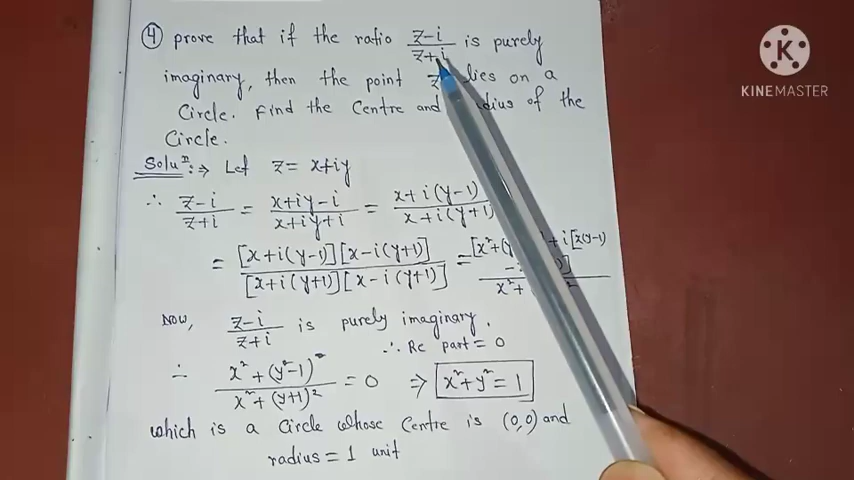 ④ prove that if the ratio (z-i)/(z+i) is purely
imaginary, then the point z lies on a
Circle. Find the Centre and radius of the
Circle.
Soluⁿ:⇒ Let z = x+iy
∴ (z-i)/(z+i) = (x+iy-i)/(x+iy+i) = (x+i(y-1))/(x+i(y+1))
= ([x+i(y-1)][x-i(y+1)])/([x+i(y+1)][x-i(y+1)]) =
Now, (z-i)/(z+i) is purely imaginary.
∴ Re part = 0
∴ (x²+(y²-1))/(x²+(y+1)²) = 0 ⇒ x²+y² = 1
which is a Circle whose Centre is (0,0) and
radius = 1 unit
K
KINEMASTER